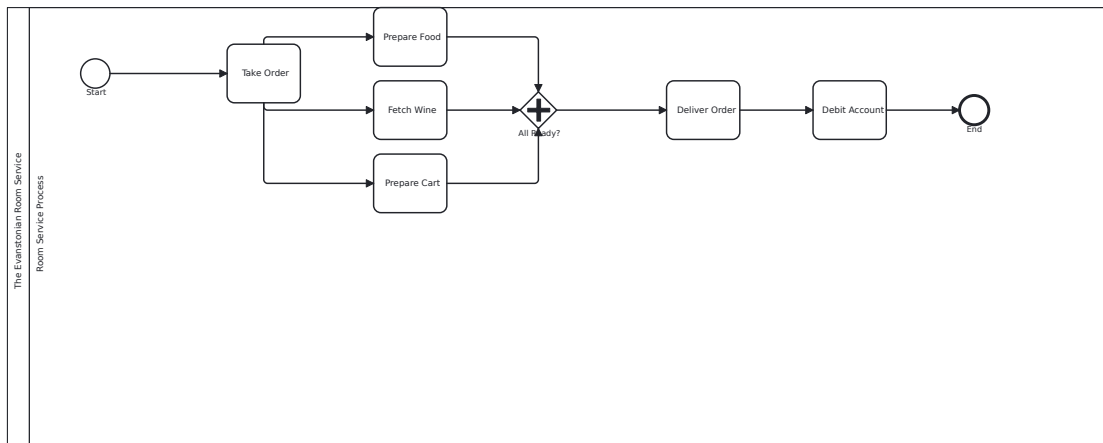 The Evanstonian Room Service
Room Service Process
Start
Take Order
Prepare Food
Fetch Wine
Prepare Cart
All Ready?
Deliver Order
Debit Account
End